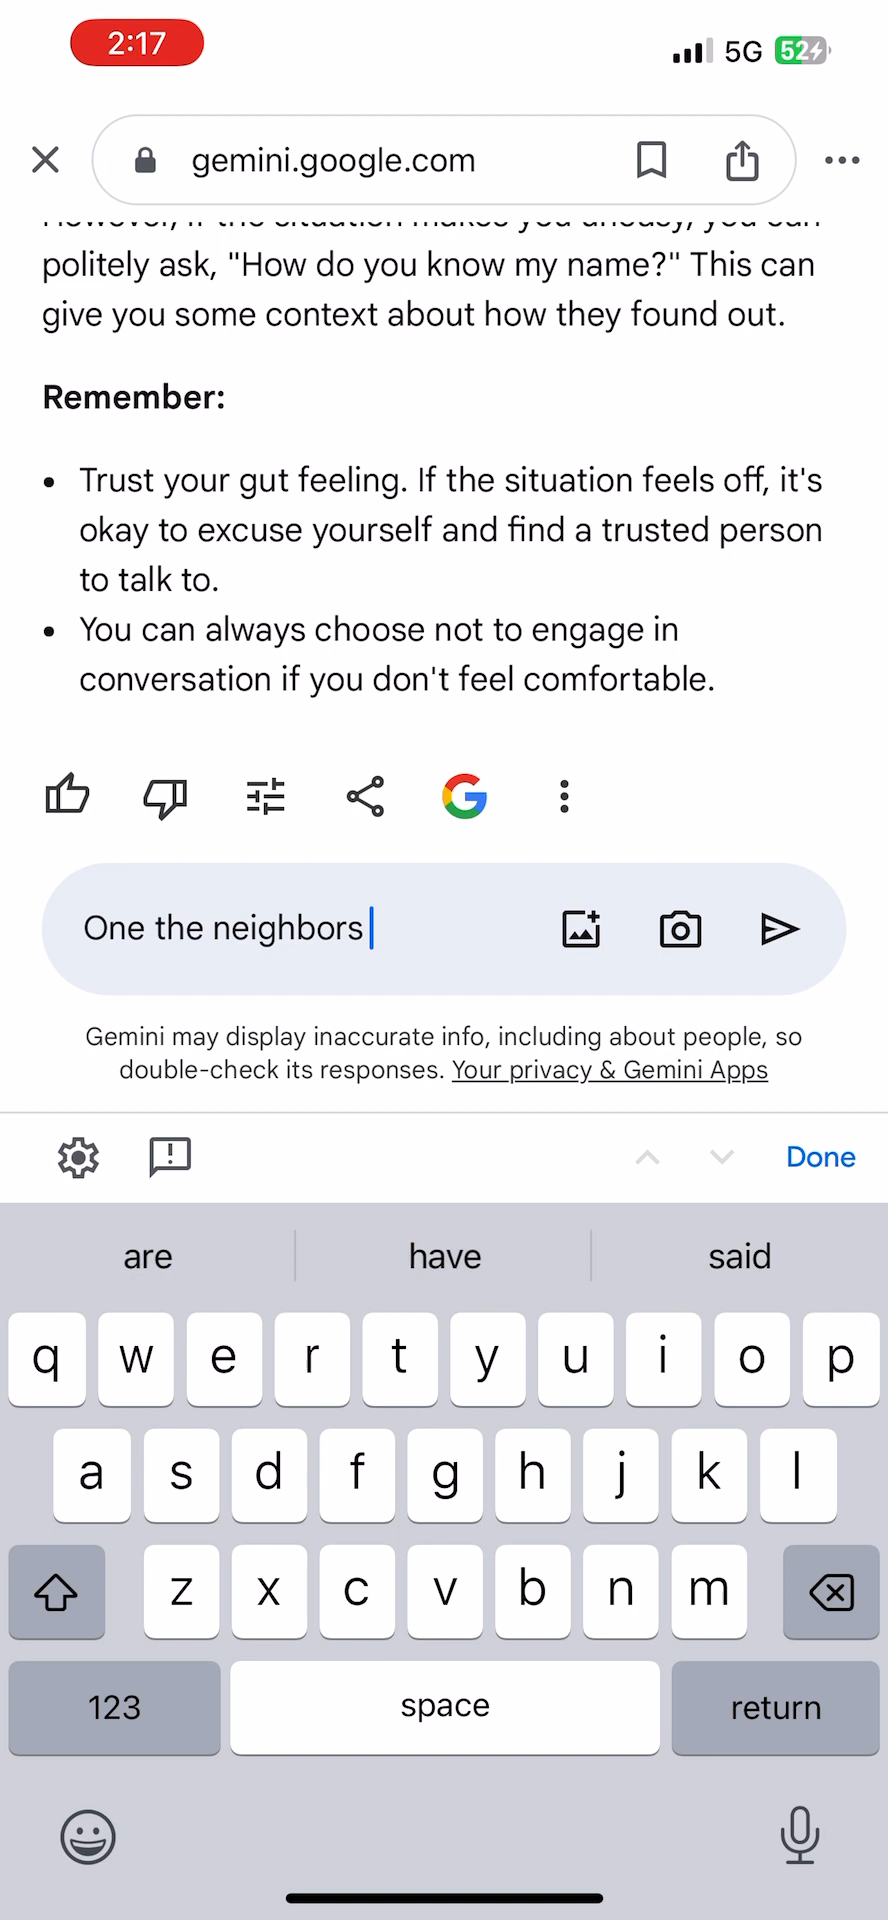 2:17
5G 52
gemini.google.com
politely ask, "How do you know my name?" This can
give you some context about how they found out.
Remember:
• Trust your gut feeling. If the situation feels off, it's
okay to excuse yourself and find a trusted person
to talk to.
• You can always choose not to engage in
conversation if you don't feel comfortable.
One the neighbors
Gemini may display inaccurate info, including about people, so
double-check its responses. Your privacy & Gemini Apps
Done
are have said
q w e r t y u i o p
a s d f g h j k l
z x c v b n m
123 space return